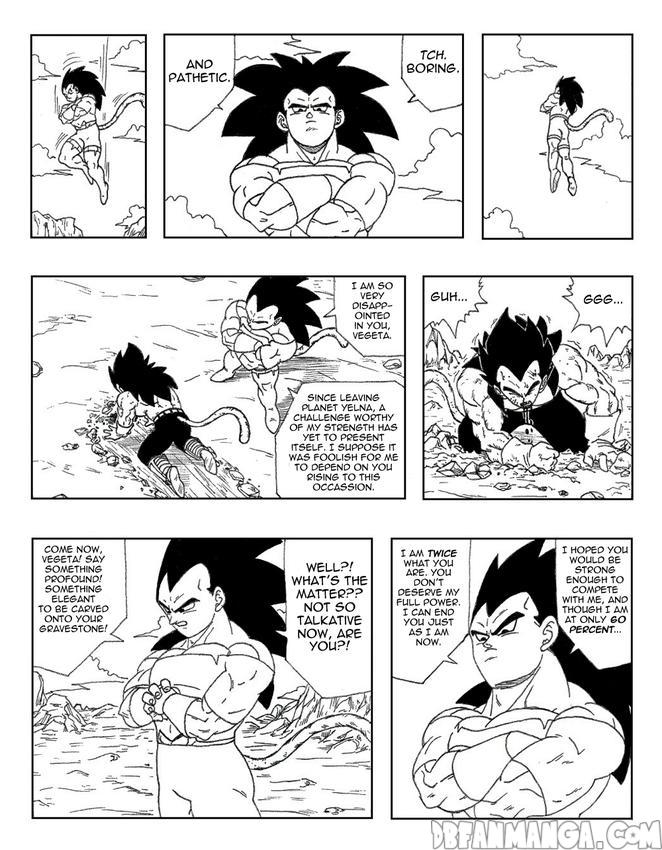 TCH.
BORING.
AND
PATHETIC.
GGG...
GUH...
I AM SO
VERY
DISAPP-
OINTED
IN YOU,
VEGETA.
SINCE LEAVING
PLANET YELNA, A
CHALLENGE WORTHY
OF MY STRENGTH HAS
YET TO PRESENT
ITSELF. I SUPPOSE IT
WAS FOOLISH FOR ME
TO DEPEND ON YOU
RISING TO THIS
OCCASSION.
I HOPED YOU
WOULD BE
STRONG
ENOUGH TO
COMPETE
WITH ME, AND
THOUGH I AM
AT ONLY 60
PERCENT...
I AM TWICE
WHAT YOU
ARE. YOU
DON'T
DESERVE MY
FULL POWER.
I CAN END
YOU JUST
AS I AM
NOW.
WELL?!
WHAT'S THE
MATTER??
NOT SO
TALKATIVE
NOW, ARE
YOU?!
COME NOW,
VEGETA! SAY
SOMETHING
PROFOUND!
SOMETHING
ELEGANT
TO BE CARVED
ONTO YOUR
GRAVESTONE!
DBFANMANGA.COM